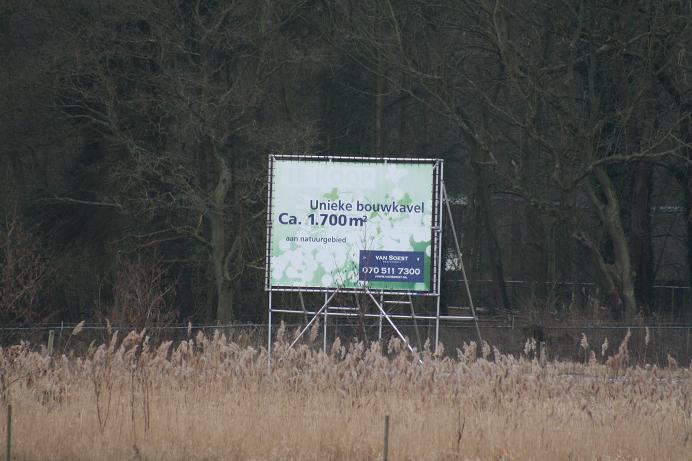 Unieke bouwkavel
Ca. 1.700 m²
aan natuurgebied
VAN SOEST
070 511 7300